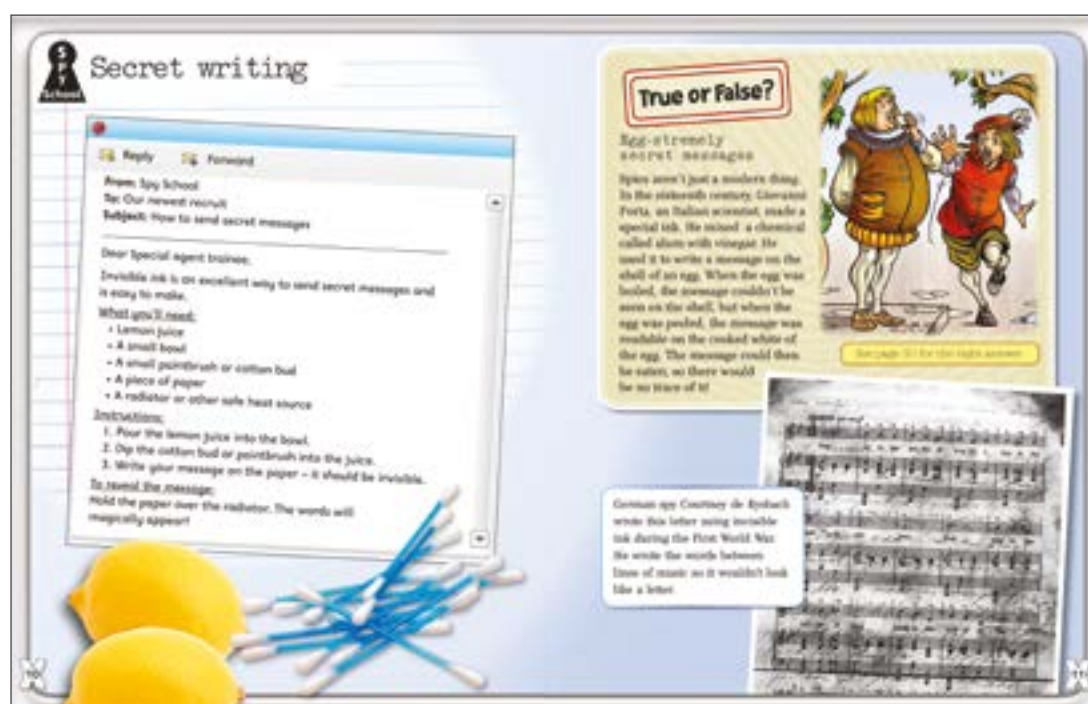 Spy
School
Secret writing
Reply Forward
From: Spy School
To: Our newest recruit
Subject: How to send secret messages
Dear Special agent trainee,
Invisible ink is an excellent way to send secret messages and
is easy to make.
What you'll need:
• Lemon juice
• A small bowl
• A small paintbrush or cotton bud
• A piece of paper
• A radiator or other safe heat source
Instructions:
1. Pour the lemon juice into the bowl.
2. Dip the cotton bud or paintbrush into the juice.
3. Write your message on the paper – it should be invisible.
To reveal the message:
Hold the paper over the radiator. The words will
magically appear!
10
True or False?
Egg-stremely
secret messages
Spies aren't just a modern thing.
In the sixteenth century, Giovanni
Porta, an Italian scientist, made a
special ink. He mixed a chemical
called alum with vinegar. He
used it to write a message on the
shell of an egg. When the egg was
boiled, the message couldn't be
seen on the shell, but when the
egg was peeled, the message was
readable on the cooked white of
the egg. The message could then
be eaten, so there would
be no trace of it!
See page for the right answer
German spy Courtney de
wrote this letter using invisible
ink during the First World War.
He wrote the words between
lines of music so it wouldn't look
like a letter.
11